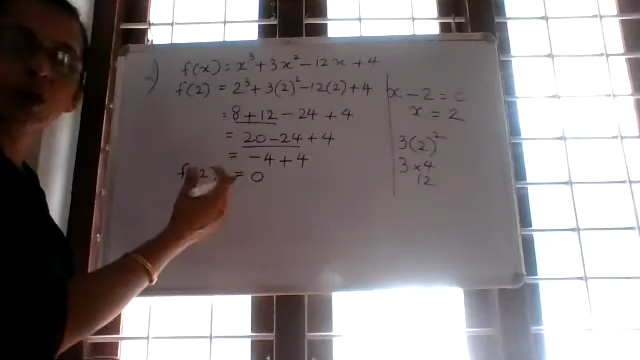 f(x) = x³ + 3x² - 12x + 4
f(2) = 2³ + 3(2)² - 12(2) + 4
= 8 + 12 - 24 + 4
= 20 - 24 + 4
= -4 + 4
= 0
x - 2 = 0
x = 2
3(2)²
3 × 4
12